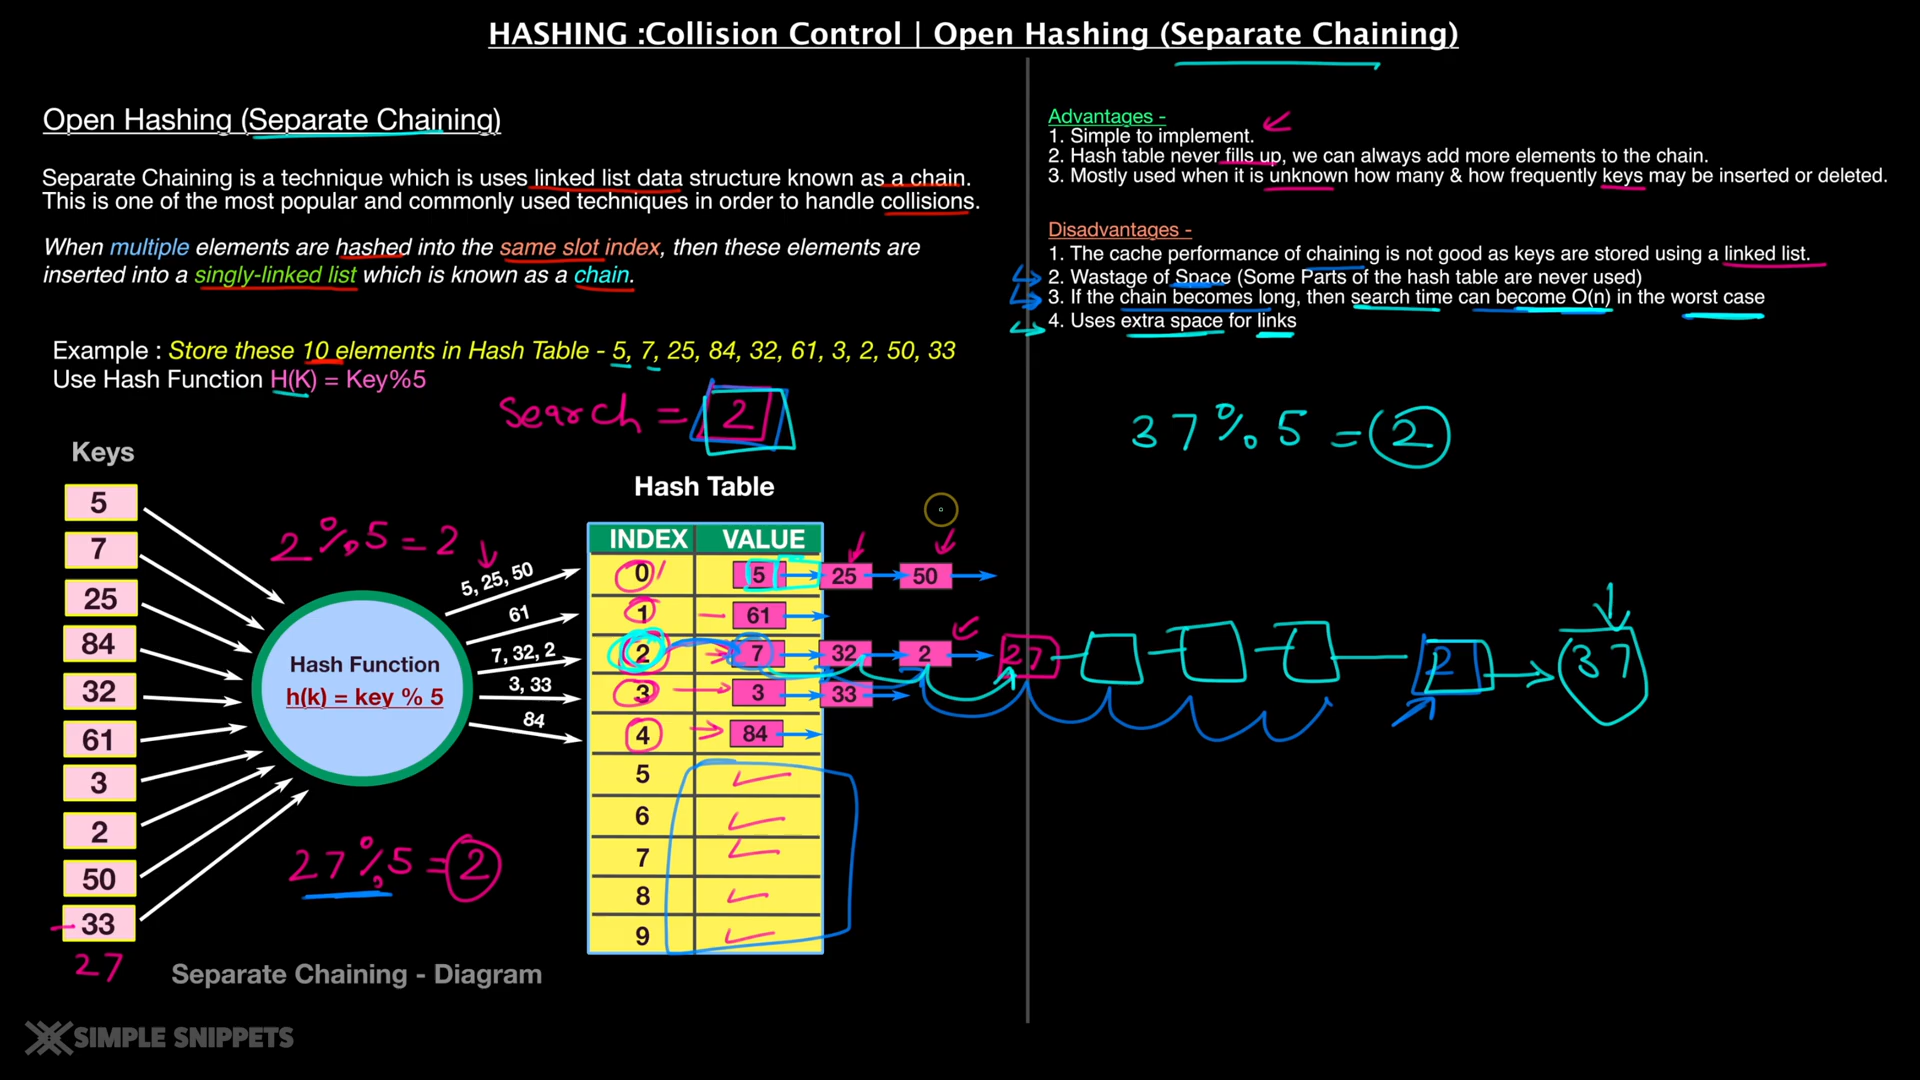 HASHING :Collision Control | Open Hashing (Separate Chaining)
Open Hashing (Separate Chaining)
Separate Chaining is a technique which is uses linked list data structure known as a chain.
This is one of the most popular and commonly used techniques in order to handle collisions.
When multiple elements are hashed into the same slot index, then these elements are
inserted into a singly-linked list which is known as a chain.
Example : Store these 10 elements in Hash Table - 5, 7, 25, 84, 32, 61, 3, 2, 50, 33
Use Hash Function H(K) = Key%5
Search = 2
Keys
5
7
25
84
32
61
3
2
50
33
27
2%5=2
Hash Function
h(k) = key % 5
5, 25, 50
61
7, 32, 2
3, 33
84
27%5=2
Separate Chaining - Diagram
Hash Table
INDEX VALUE
0 5 25 50
1 61
2 7 32 2 27 2 37
3 3 33
4 84
5
6
7
8
9
Advantages -
1. Simple to implement.
2. Hash table never fills up, we can always add more elements to the chain.
3. Mostly used when it is unknown how many & how frequently keys may be inserted or deleted.
Disadvantages -
1. The cache performance of chaining is not good as keys are stored using a linked list.
2. Wastage of Space (Some Parts of the hash table are never used)
3. If the chain becomes long, then search time can become O(n) in the worst case
4. Uses extra space for links
37%5=2
SIMPLE SNIPPETS